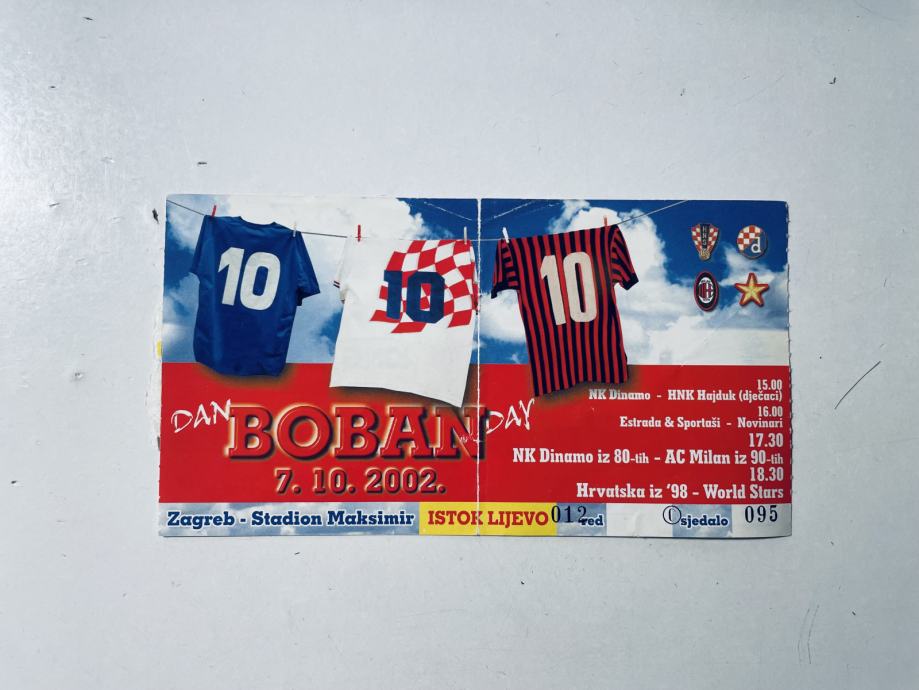 10
10
10
DAN BOBAN DAY
7. 10. 2002.
15.00
NK Dinamo - HNK Hajduk (dječaci)
16.00
Estrada & Sportaši - Novinari
17.30
NK Dinamo iz 80-tih - AC Milan iz 90-tih
18.30
Hrvatska iz '98 - World Stars
Zagreb - Stadion Maksimir ISTOK LIJEVO 012 red sjedalo 095